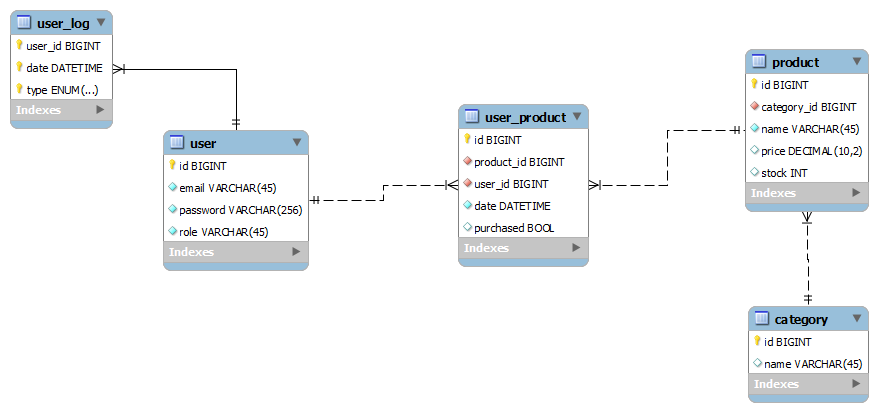 user_log
user_id BIGINT
date DATETIME
type ENUM(...)
Indexes
user
id BIGINT
email VARCHAR(45)
password VARCHAR(256)
role VARCHAR(45)
Indexes
user_product
id BIGINT
product_id BIGINT
user_id BIGINT
date DATETIME
purchased BOOL
Indexes
product
id BIGINT
category_id BIGINT
name VARCHAR(45)
price DECIMAL(10,2)
stock INT
Indexes
category
id BIGINT
name VARCHAR(45)
Indexes